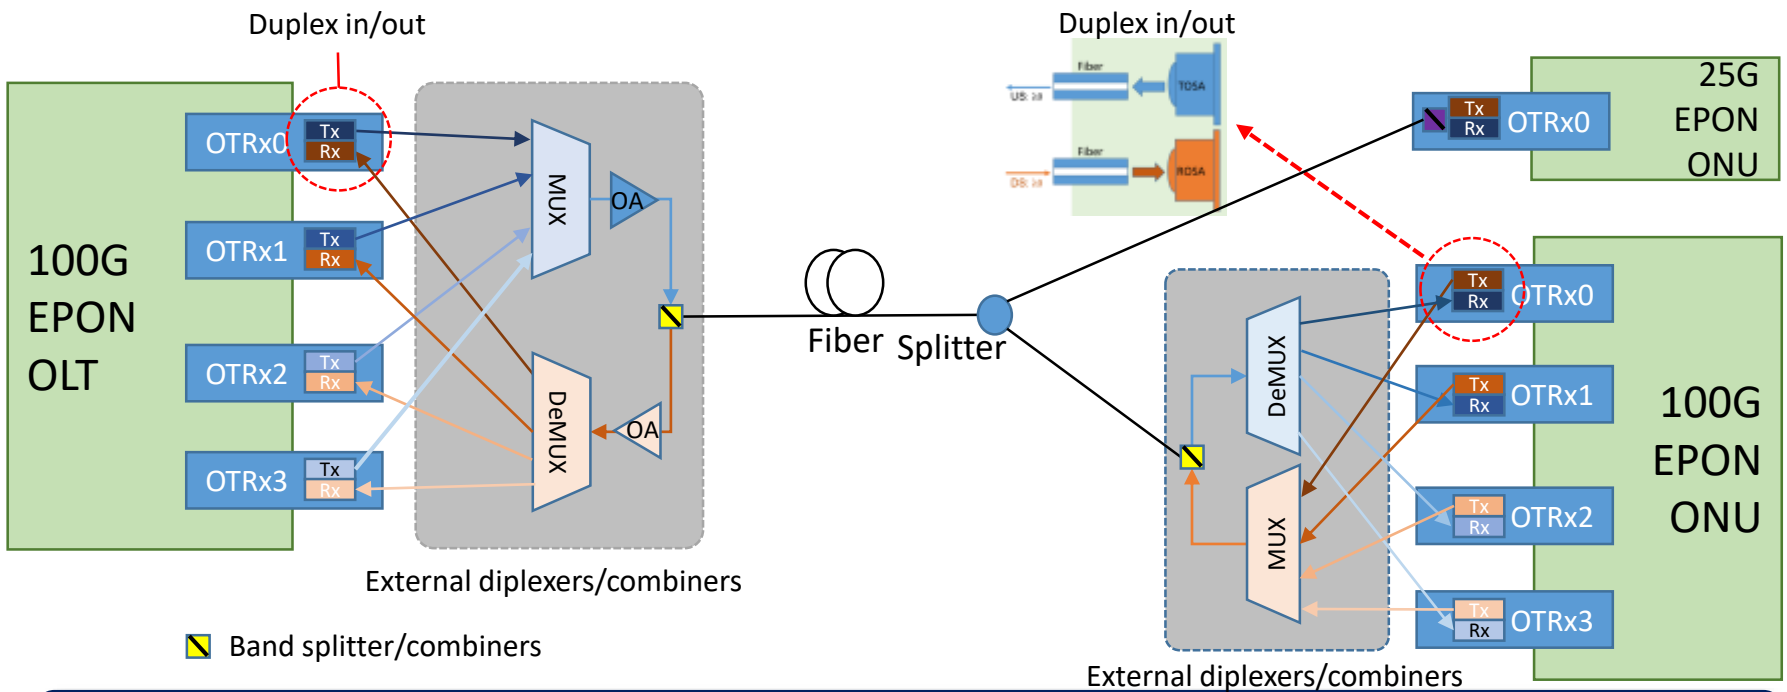 Duplex in/out
Duplex in/out
Fiber
TOSA
Fiber
ROSA
25G
EPON
ONU
Tx
Rx
OTRx0
100G
EPON
OLT
OTRx0
Tx
Rx
OTRx1
Tx
Rx
OTRx2
Tx
Rx
OTRx3
Tx
Rx
MUX
OA
DeMUX
OA
External diplexers/combiners
Band splitter/combiners
Fiber
Splitter
DeMUX
MUX
External diplexers/combiners
Tx
Rx
OTRx0
Tx
Rx
OTRx1
Tx
Rx
OTRx2
Tx
Rx
OTRx3
100G
EPON
ONU